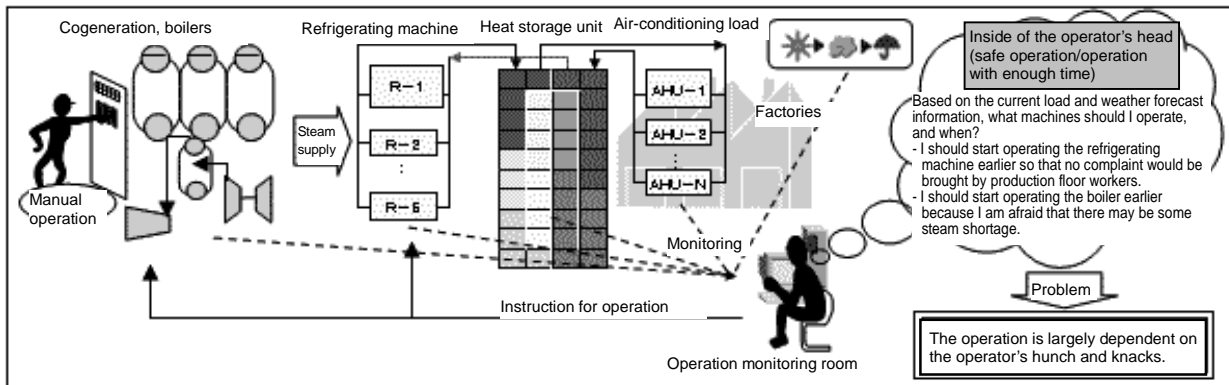 Cogeneration, boilers
Refrigerating machine
Heat storage unit
Air-conditioning load
Steam
supply
R-1
R-2
R-6
AHU-1
AHU-2
AHU-N
Factories
Manual
operation
Monitoring
Instruction for operation
Operation monitoring room
Inside of the operator's head
(safe operation/operation
with enough time)
Based on the current load and weather forecast
information, what machines should I operate,
and when?
- I should start operating the refrigerating
machine earlier so that no complaint would be
brought by production floor workers.
- I should start operating the boiler earlier
because I am afraid that there may be some
steam shortage.
Problem
The operation is largely dependent on
the operator's hunch and knacks.